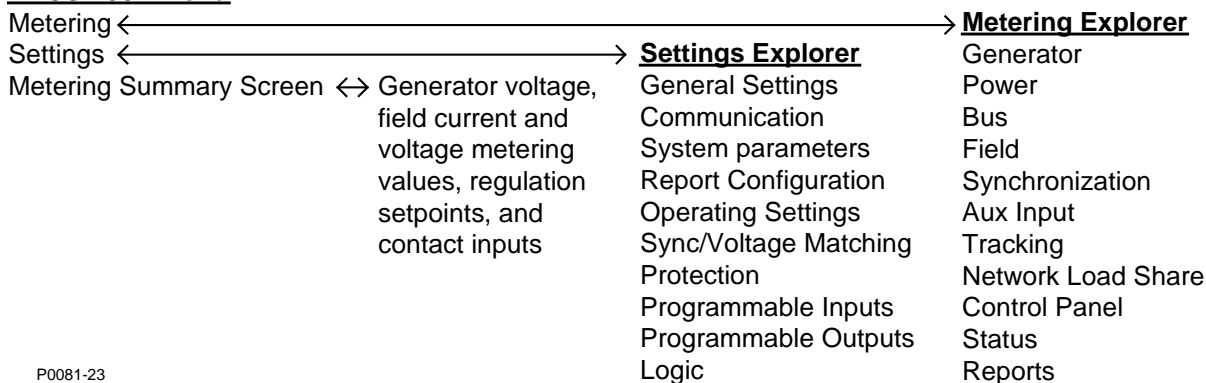 Metering
Settings
Metering Summary Screen
Generator voltage,
field current and
voltage metering
values, regulation
setpoints, and
contact inputs
Settings Explorer
General Settings
Communication
System parameters
Report Configuration
Operating Settings
Sync/Voltage Matching
Protection
Programmable Inputs
Programmable Outputs
Logic
Metering Explorer
Generator
Power
Bus
Field
Synchronization
Aux Input
Tracking
Network Load Share
Control Panel
Status
Reports
P0081-23